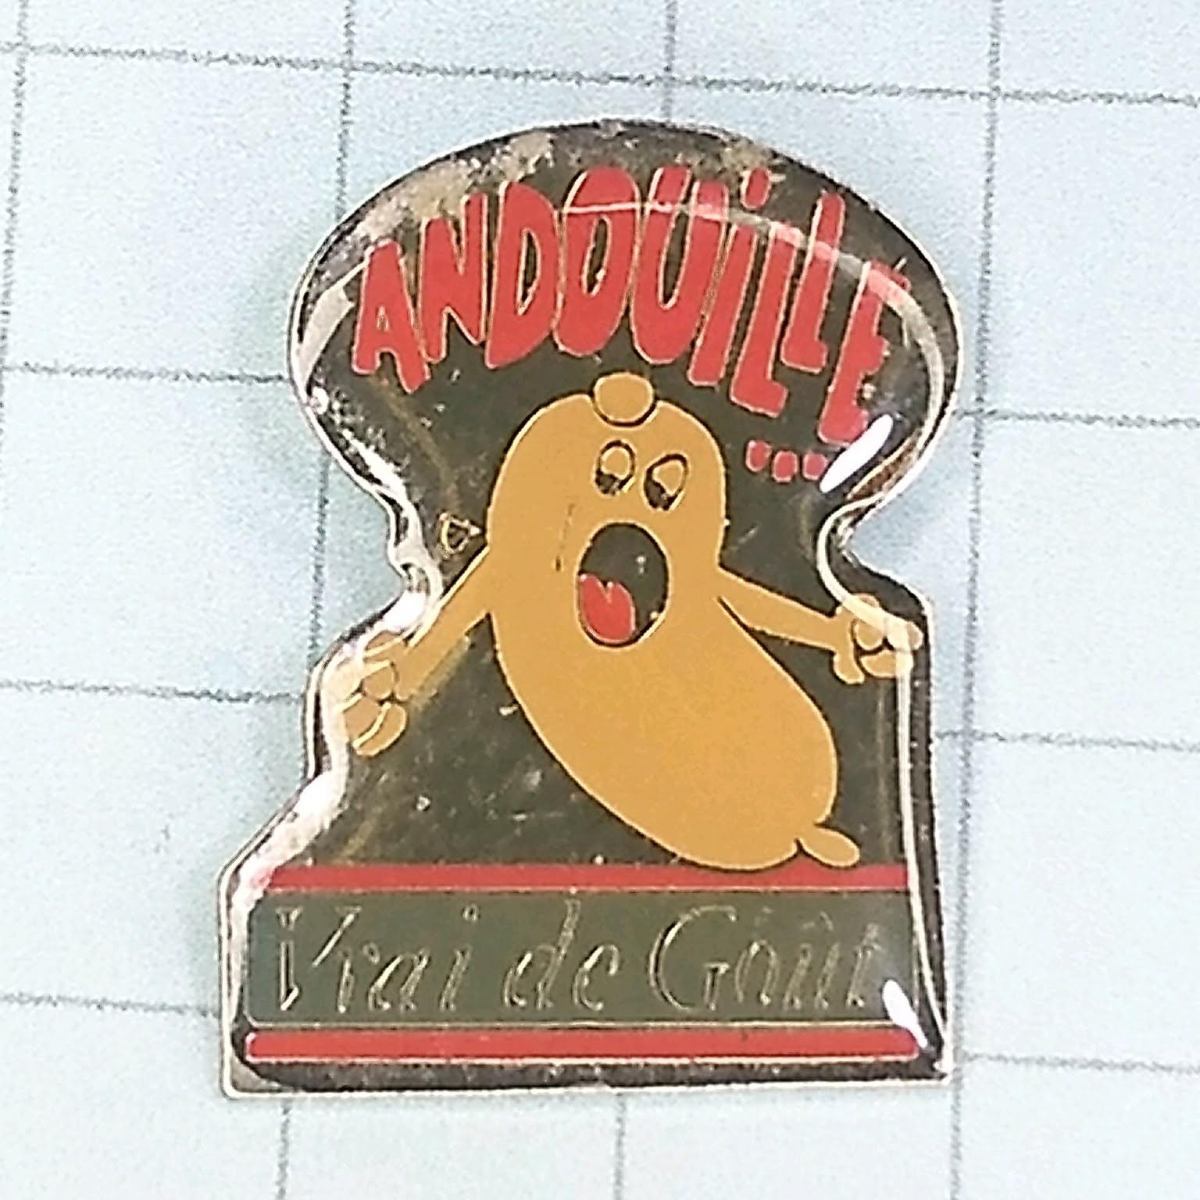 ANDOUiLLE
...
Vrai de Goût